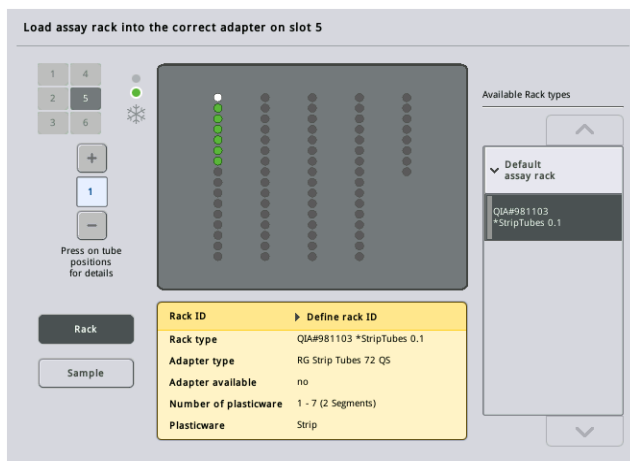 Load assay rack into the correct adapter on slot 5
1 4
2 5
3 6
+
1
−
Press on tube
positions
for details
Rack
Sample
Rack ID Define rack ID
Rack type QIA#981103 *StripTubes 0.1
Adapter type RG Strip Tubes 72 QS
Adapter available no
Number of plasticware 1 - 7 (2 Segments)
Plasticware Strip
Available Rack types
Default
assay rack
QIA#981103
*StripTubes 0.1